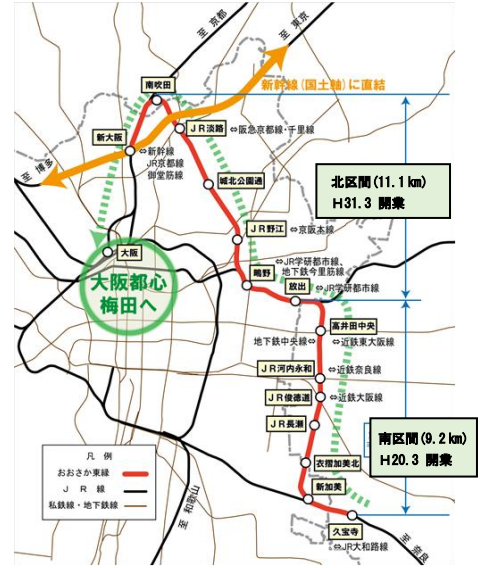 至 京都
至 東京
南吹田
新幹線(国土軸)に直結
新大阪
⇔新幹線
JR京都線
御堂筋線
JR淡路
⇔阪急京都線・千里線
至 博多
城北公園通
北区間(11.1km)
H31.3 開業
JR野江
⇔京阪本線
大阪
大阪都心
梅田へ
鴫野
⇔JR学研都市線、
地下鉄今里筋線
放出
⇔JR学研都市線
高井田中央
地下鉄中央線⇔
⇔近鉄東大阪線
JR河内永和
⇔近鉄奈良線
JR俊徳道
⇔近鉄大阪線
JR長瀬
南区間(9.2km)
H20.3 開業
衣摺加美北
新加美
久宝寺
⇔JR大和路線
至 奈良
至 和歌山
凡例
おおさか東縁
JR線
私鉄線・地下鉄線